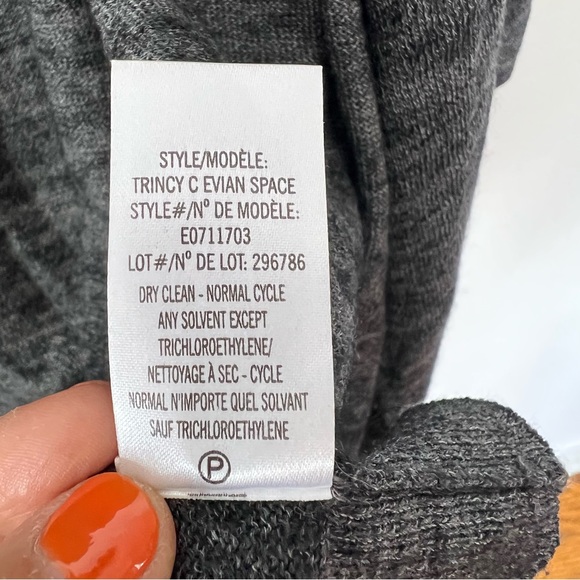 STYLE/MODÈLE:
TRINCY C EVIAN SPACE
STYLE#/Nº DE MODÈLE:
E0711703
LOT#/Nº DE LOT: 296786
DRY CLEAN - NORMAL CYCLE
ANY SOLVENT EXCEPT
TRICHLOROETHYLENE/
NETTOYAGE À SEC - CYCLE
NORMAL N'IMPORTE QUEL SOLVANT
SAUF TRICHLOROETHYLENE
P